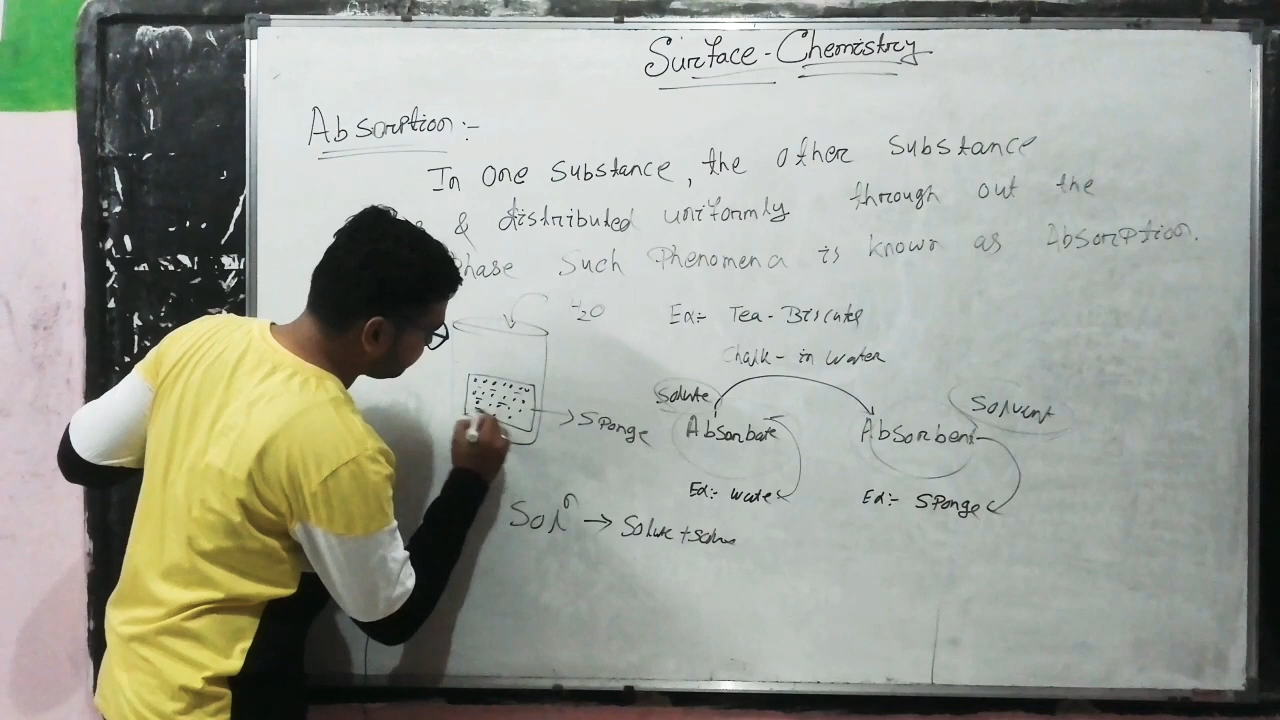 Surface - Chemistry
Absorption :-
In one substance, the other substance
& distributed uniformly through out the
phase Such Phenomena is known as Absorption.
H2O
Ex:- Tea - Biscute
Chalk - in water
Solute
Solvent
Sponge
Absorbate
Absorbent
Ex:- water
Ex:- Sponge
Solⁿ → Solute +